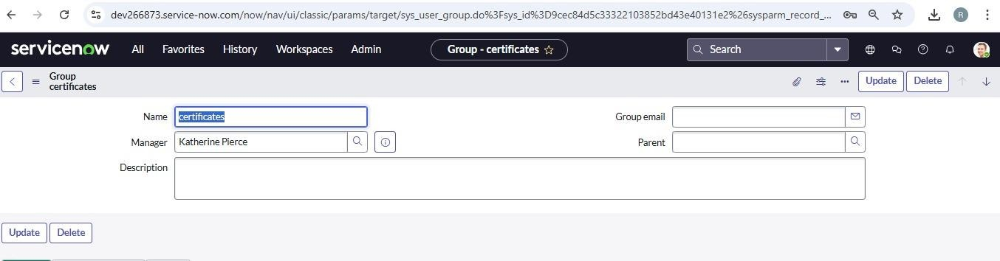 dev266873.service-now.com/now/nav/ui/classic/params/target/sys_user_group.do%3Fsys_id%3D9cec84d5c33322103852bd43e40131e2%26sysparm_record_...
R
servicenow All Favorites History Workspaces Admin Group - certificates Search
Group
certificates
Update Delete
Name certificates Group email
Manager Katherine Pierce Parent
Description
Update Delete